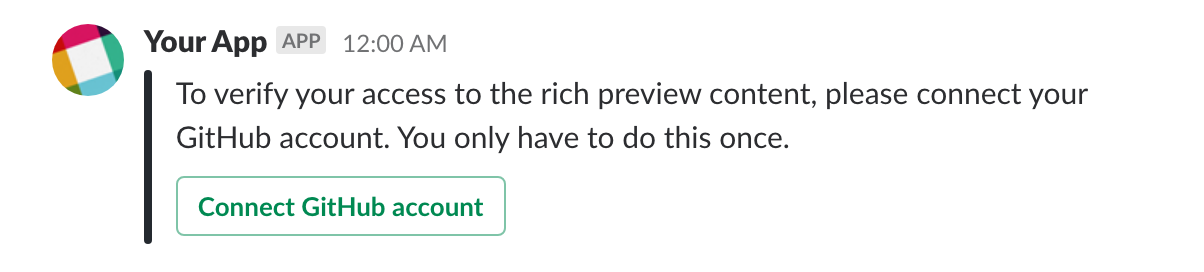 Your App APP 12:00 AM
To verify your access to the rich preview content, please connect your
GitHub account. You only have to do this once.
Connect GitHub account